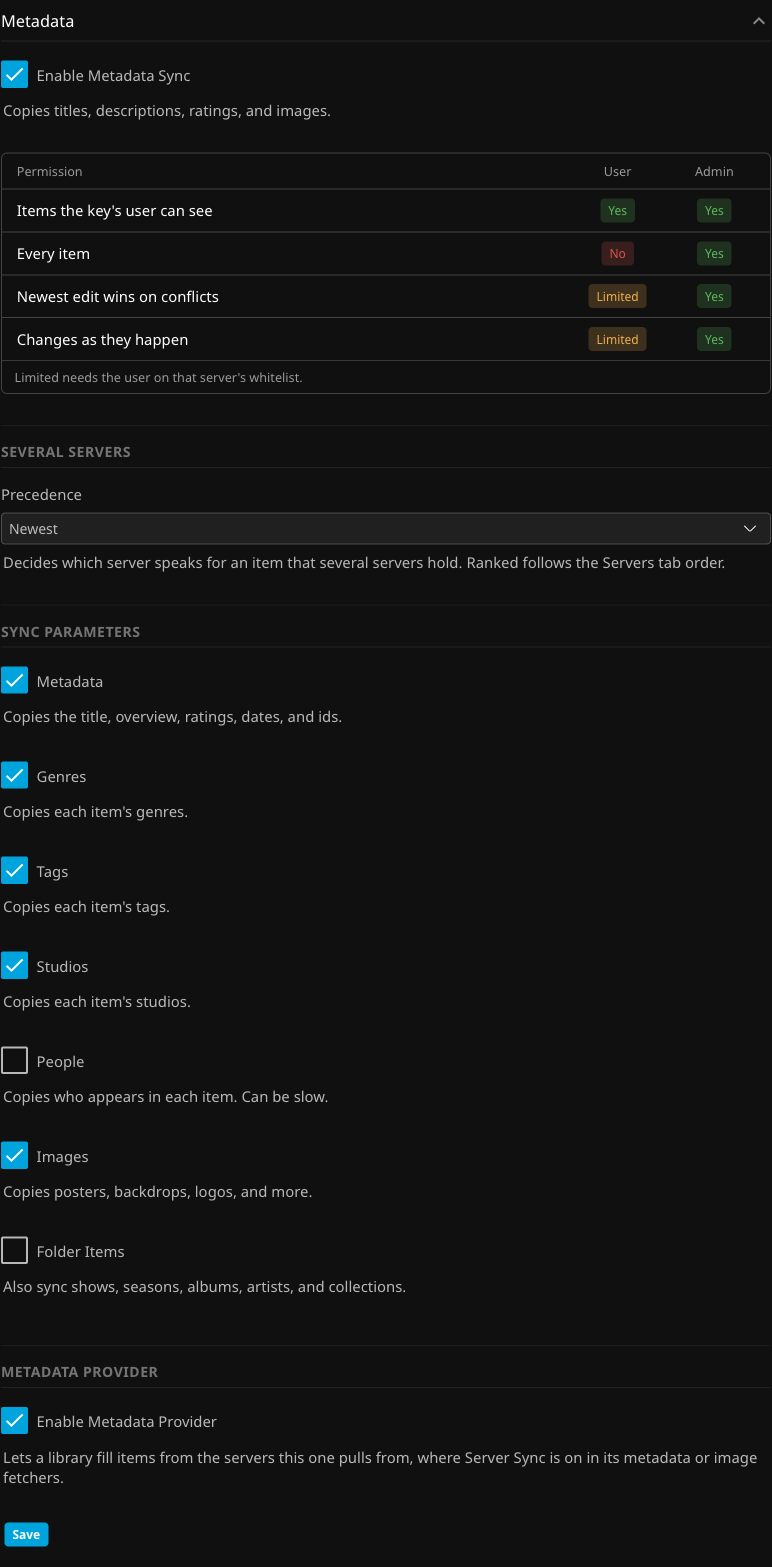 Metadata
Enable Metadata Sync
Copies titles, descriptions, ratings, and images.
Permission User Admin
Items the key's user can see Yes Yes
Every item No Yes
Newest edit wins on conflicts Limited Yes
Changes as they happen Limited Yes
Limited needs the user on that server's whitelist.
SEVERAL SERVERS
Precedence
Newest
Decides which server speaks for an item that several servers hold. Ranked follows the Servers tab order.
SYNC PARAMETERS
Metadata
Copies the title, overview, ratings, dates, and ids.
Genres
Copies each item's genres.
Tags
Copies each item's tags.
Studios
Copies each item's studios.
People
Copies who appears in each item. Can be slow.
Images
Copies posters, backdrops, logos, and more.
Folder Items
Also sync shows, seasons, albums, artists, and collections.
METADATA PROVIDER
Enable Metadata Provider
Lets a library fill items from the servers this one pulls from, where Server Sync is on in its metadata or image
fetchers.
Save